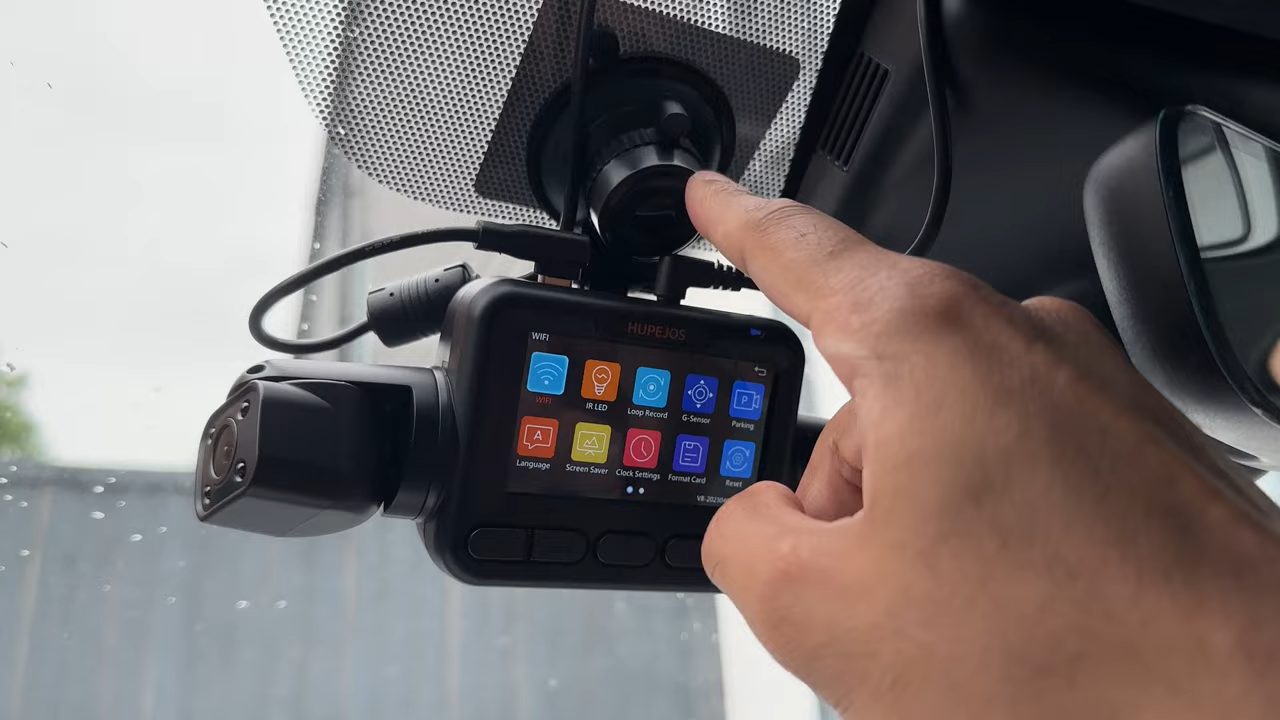 HUPEJOS
WIFI
WIFI
IR LED
Loop Record
G-Sensor
P
Parking
A
Language
Screen Saver
Clock Settings
Format Card
Reset